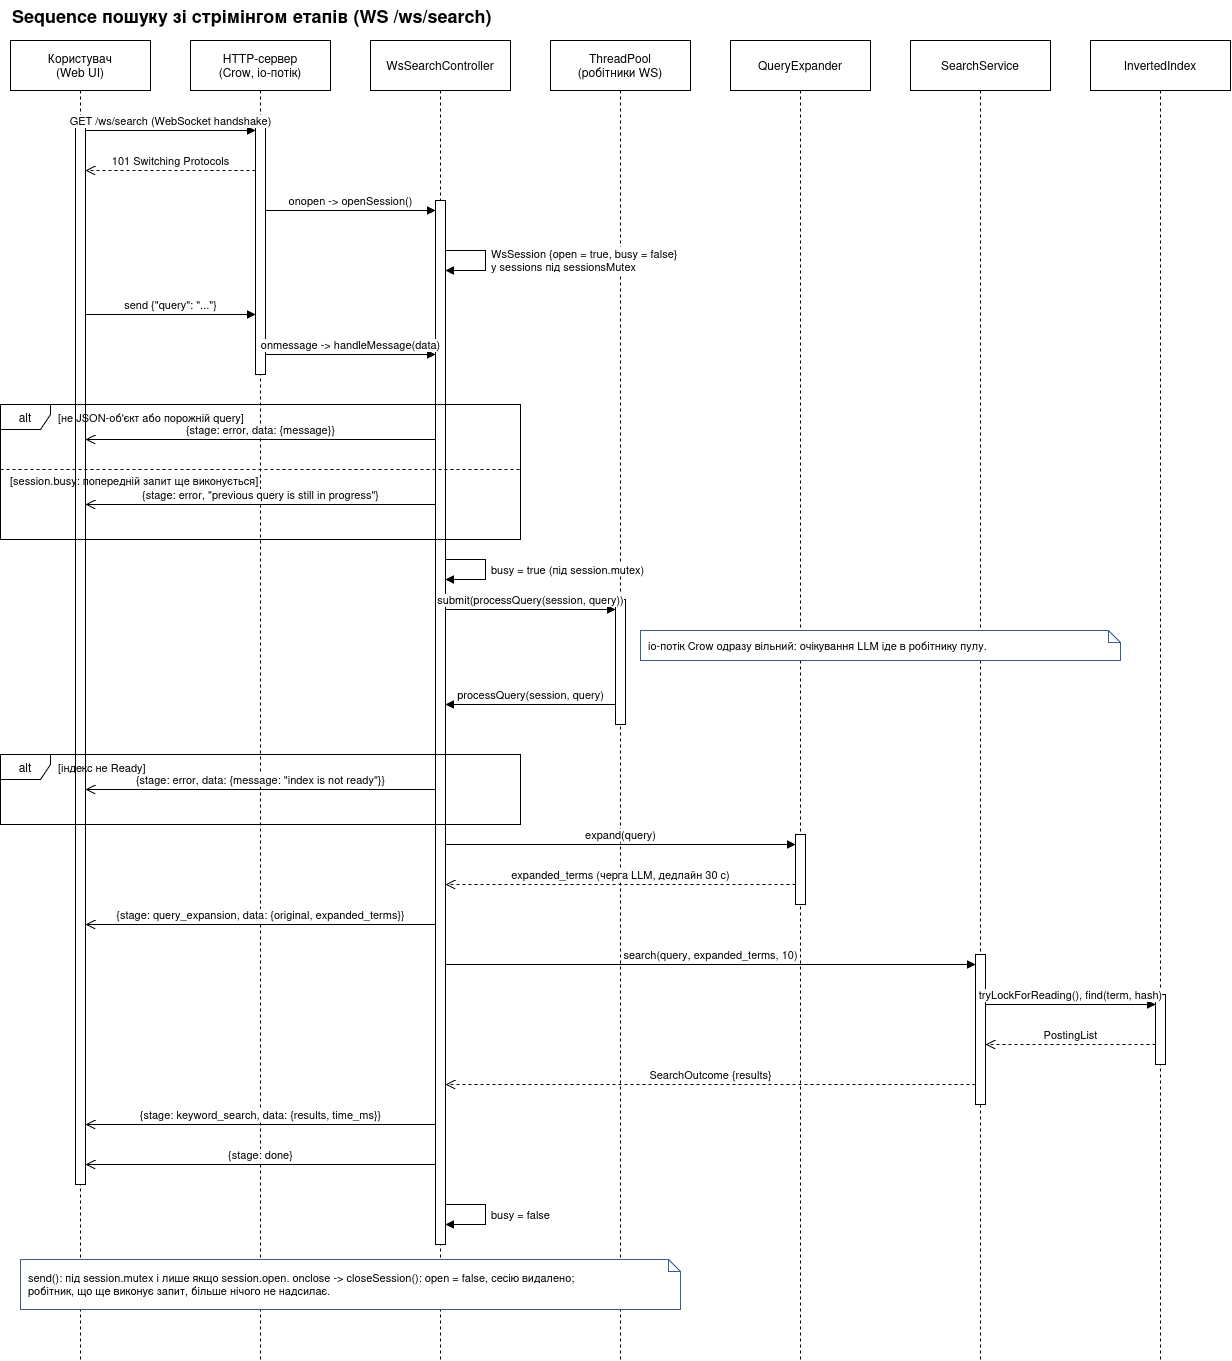 Sequence пошуку зі стрімінгом етапів (WS /ws/search)
Користувач
(Web UI)
HTTP-сервер
(Crow, io-потік)
WsSearchController
ThreadPool
(робітники WS)
QueryExpander
SearchService
InvertedIndex
GET /ws/search (WebSocket handshake)
101 Switching Protocols
onopen -> openSession()
WsSession {open = true, busy = false}
у sessions під sessionsMutex
send {"query": "..."}
onmessage -> handleMessage(data)
alt
[не JSON-об'єкт або порожній query]
{stage: error, data: {message}}
[session.busy: попередній запит ще виконується]
{stage: error, "previous query is still in progress"}
busy = true (під session.mutex)
submit(processQuery(session, query))
io-потік Crow одразу вільний: очікування LLM іде в робітнику пулу.
processQuery(session, query)
alt
[індекс не Ready]
{stage: error, data: {message: "index is not ready"}}
expand(query)
expanded_terms (черга LLM, дедлайн 30 с)
{stage: query_expansion, data: {original, expanded_terms}}
search(query, expanded_terms, 10)
tryLockForReading(), find(term, hash)
PostingList
SearchOutcome {results}
{stage: keyword_search, data: {results, time_ms}}
{stage: done}
busy = false
send(): під session.mutex і лише якщо session.open. onclose -> closeSession(): open = false, сесію видалено;
робітник, що ще виконує запит, більше нічого не надсилає.